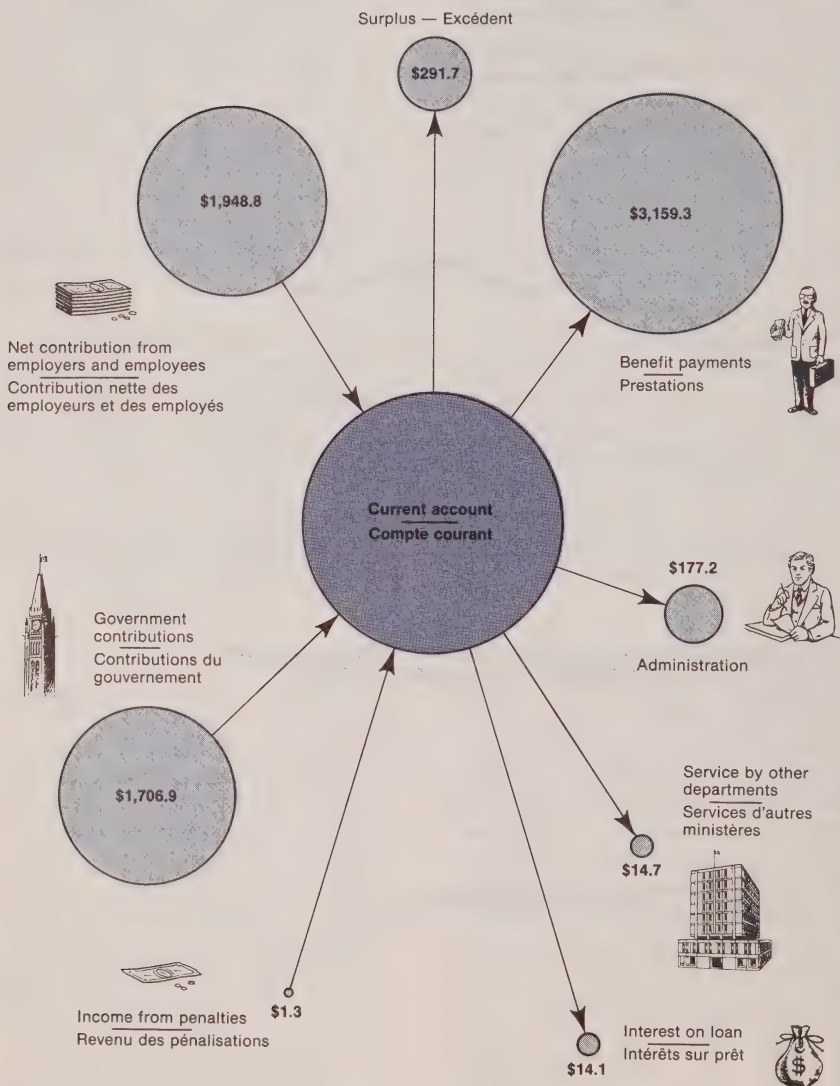 Surplus — Excédent
$291.7
$1,948.8
$3,159.3
Net contribution from
employers and employees
Contribution nette des
employeurs et des employés
Benefit payments
Prestations
Current account
Compte courant
$177.2
Administration
Government
contributions
Contributions du
gouvernement
$1,706.9
Service by other
departments
Services d'autres
ministères
$14.7
Income from penalties
Revenu des pénalisations
$1.3
Interest on loan
Intérêts sur prêt
$14.1
$